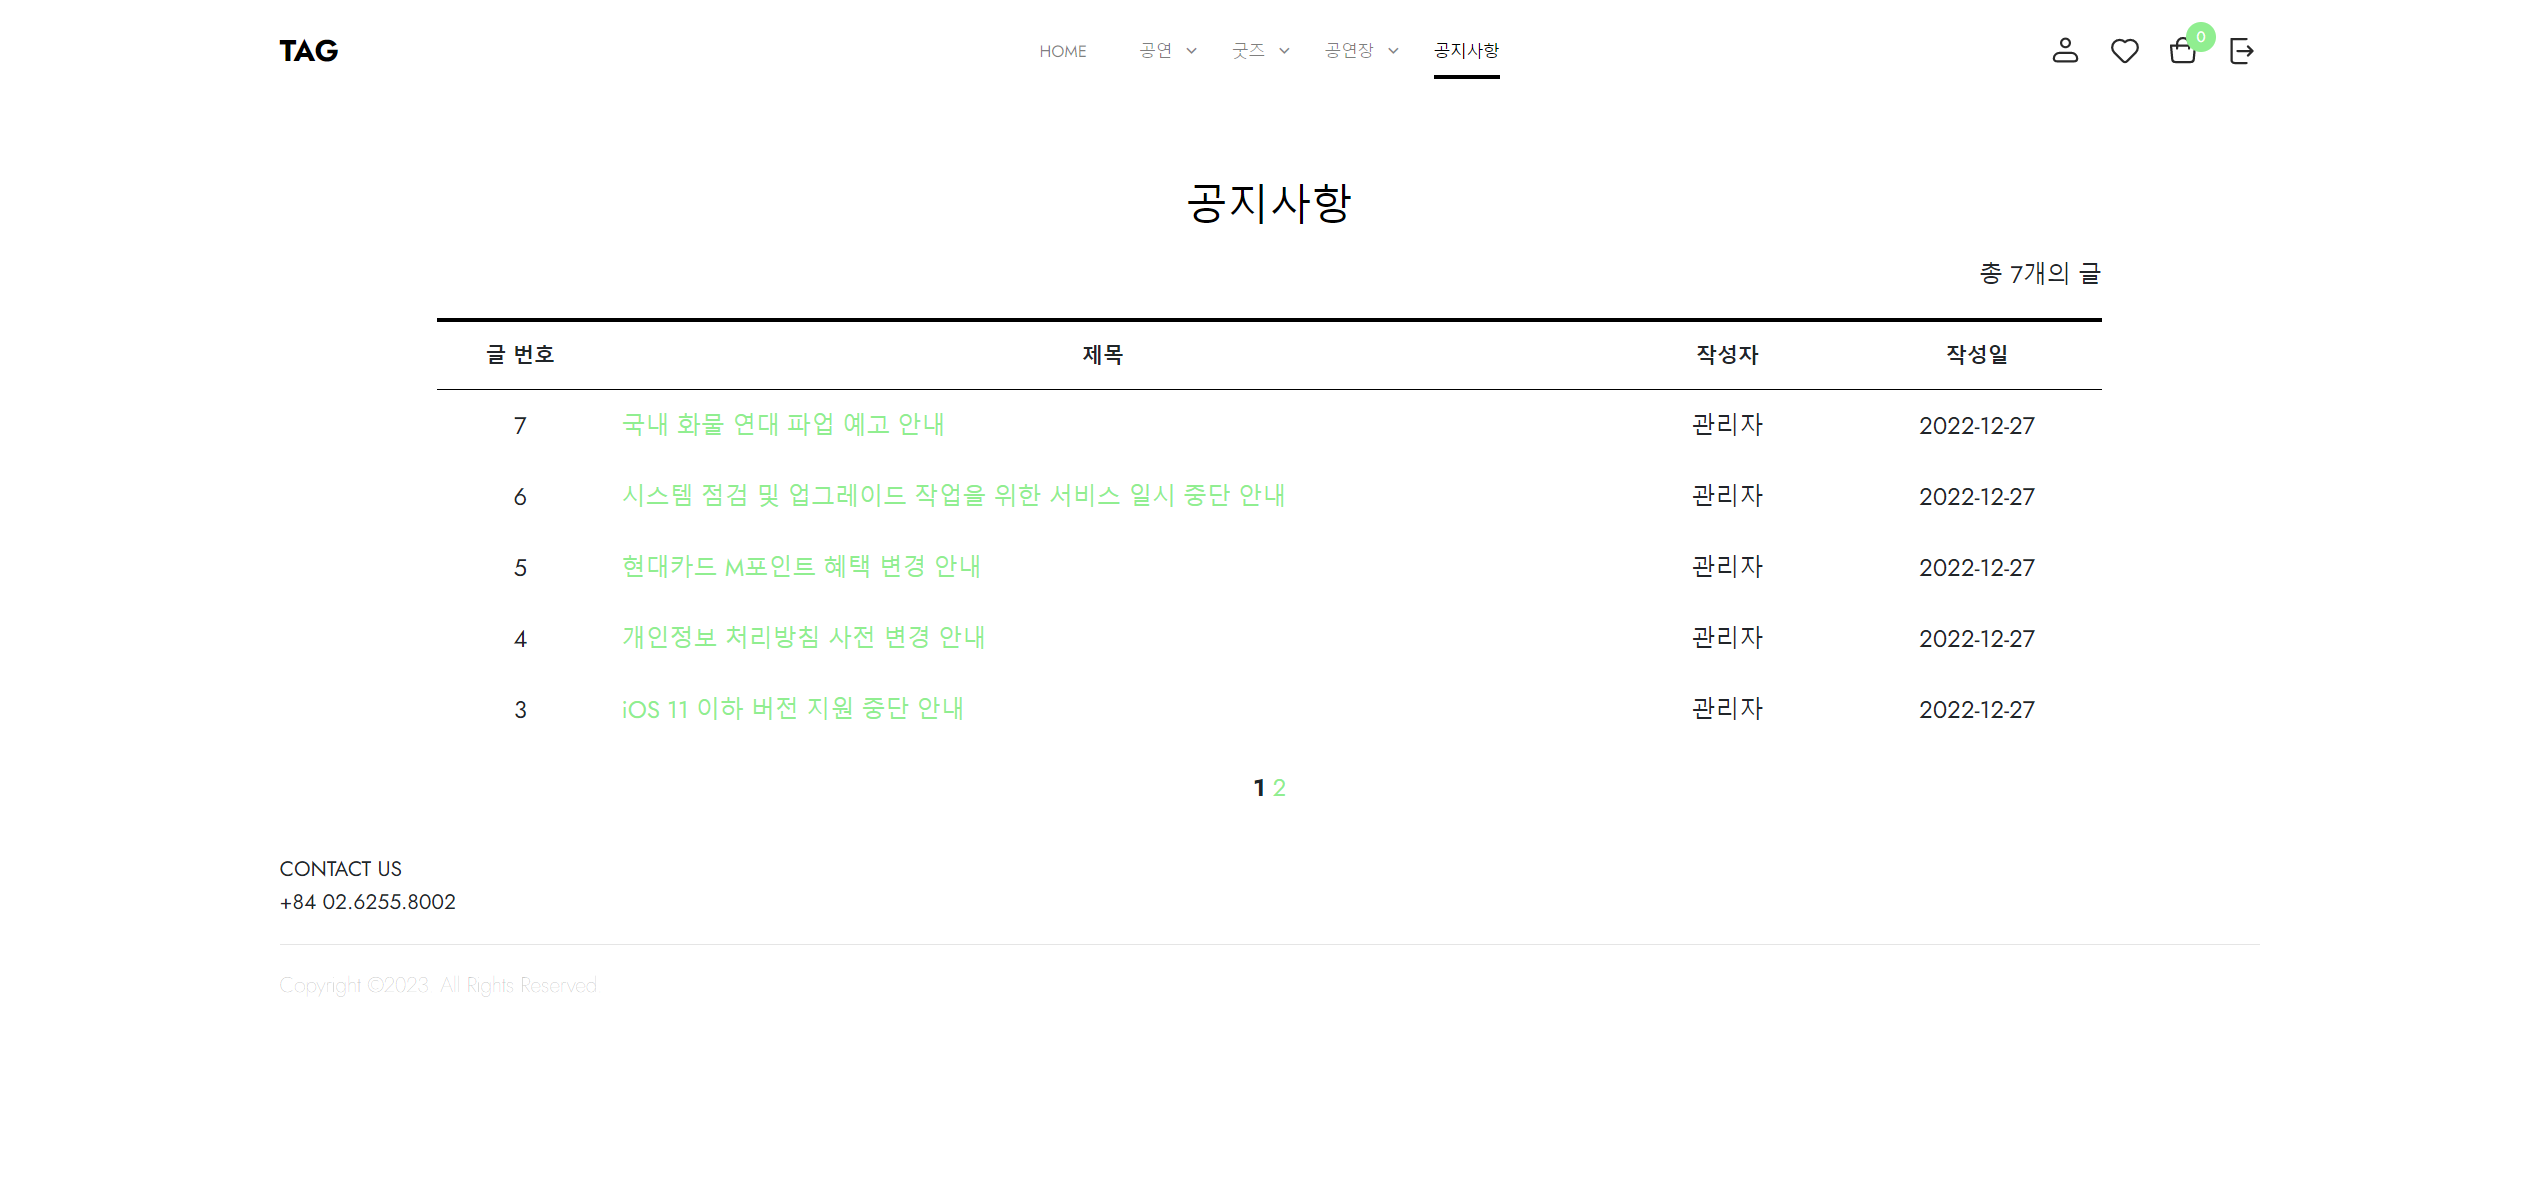 TAG HOME 공연 굿즈 공연장 공지사항 0
공지사항
총 7개의 글
글 번호 제목 작성자 작성일
7 국내 화물 연대 파업 예고 안내 관리자 2022-12-27
6 시스템 점검 및 업그레이드 작업을 위한 서비스 일시 중단 안내 관리자 2022-12-27
5 현대카드 M포인트 혜택 변경 안내 관리자 2022-12-27
4 개인정보 처리방침 사전 변경 안내 관리자 2022-12-27
3 iOS 11 이하 버전 지원 중단 안내 관리자 2022-12-27
1 2
CONTACT US
+84 02.6255.8002
Copyright ©2023 All Rights Reserved